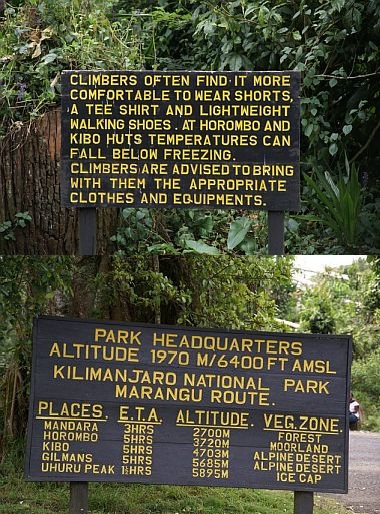 CLIMBERS OFTEN FIND IT MORE
COMFORTABLE TO WEAR SHORTS,
A TEE SHIRT AND LIGHTWEIGHT
WALKING SHOES. AT HOROMBO AND
KIBO HUTS TEMPERATURES CAN
FALL BELOW FREEZING.
CLIMBERS ARE ADVISED TO BRING
WITH THEM THE APPROPRIATE
CLOTHES AND EQUIPMENTS.
PARK HEADQUARTERS
ALTITUDE 1970 M/6400 FT AMSL
KILIMANJARO NATIONAL PARK
MARANGU ROUTE.
PLACES. E.T.A. ALTITUDE. VEG. ZONE.
MANDARA 3HRS 2700M FOREST
HOROMBO 5HRS 3720M MOORLAND
KIBO 5HRS 4703M ALPINE DESERT
GILMANS 5HRS 5685M ALPINE DESERT
UHURU PEAK 1½HRS 5895M ICE CAP